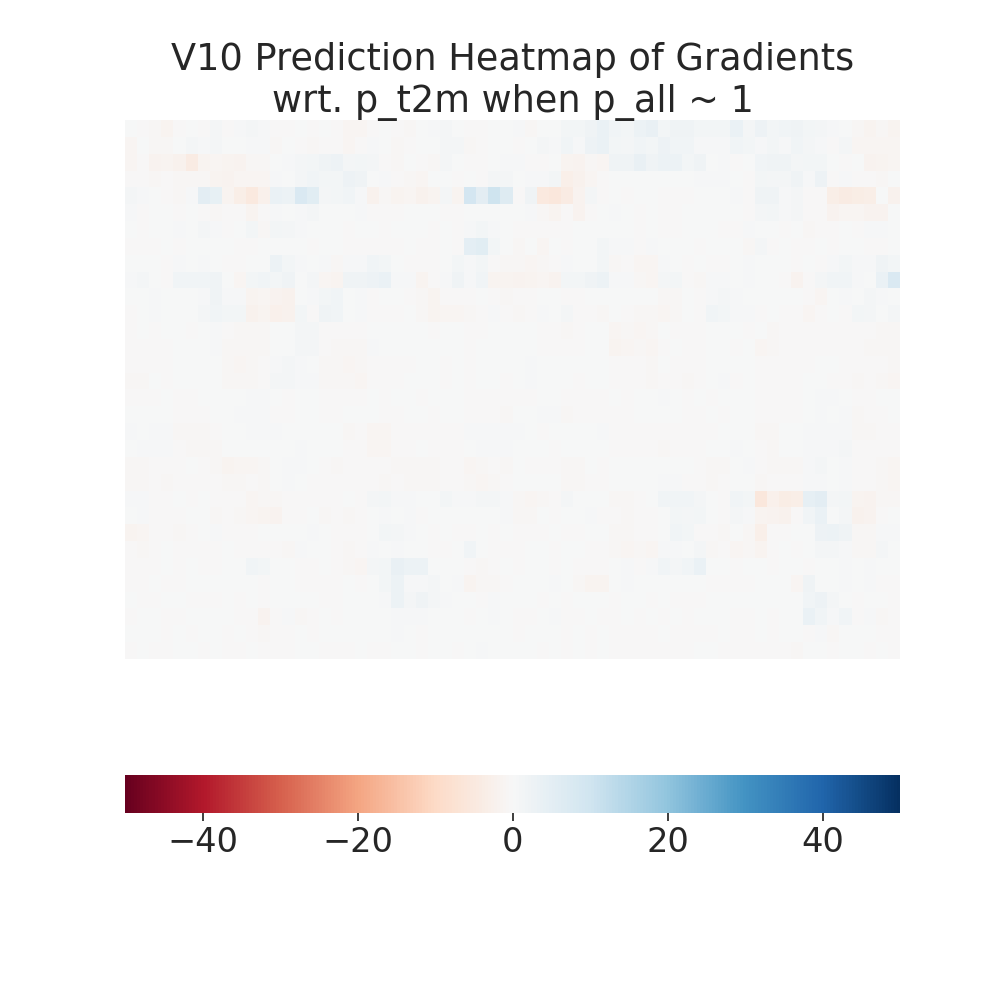 V10 Prediction Heatmap of Gradients
wrt. p_t2m when p_all ~ 1
−40 −20 0 20 40